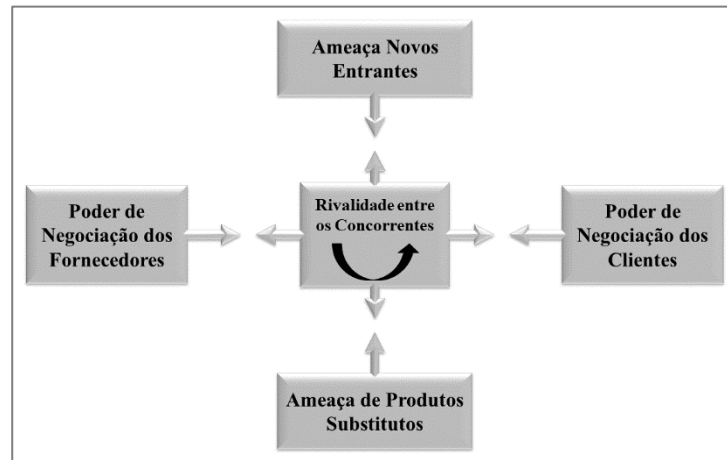 Ameaça Novos
Entrantes
Poder de
Negociação dos
Fornecedores
Rivalidade entre
os Concorrentes
Poder de
Negociação dos
Clientes
Ameaça de Produtos
Substitutos